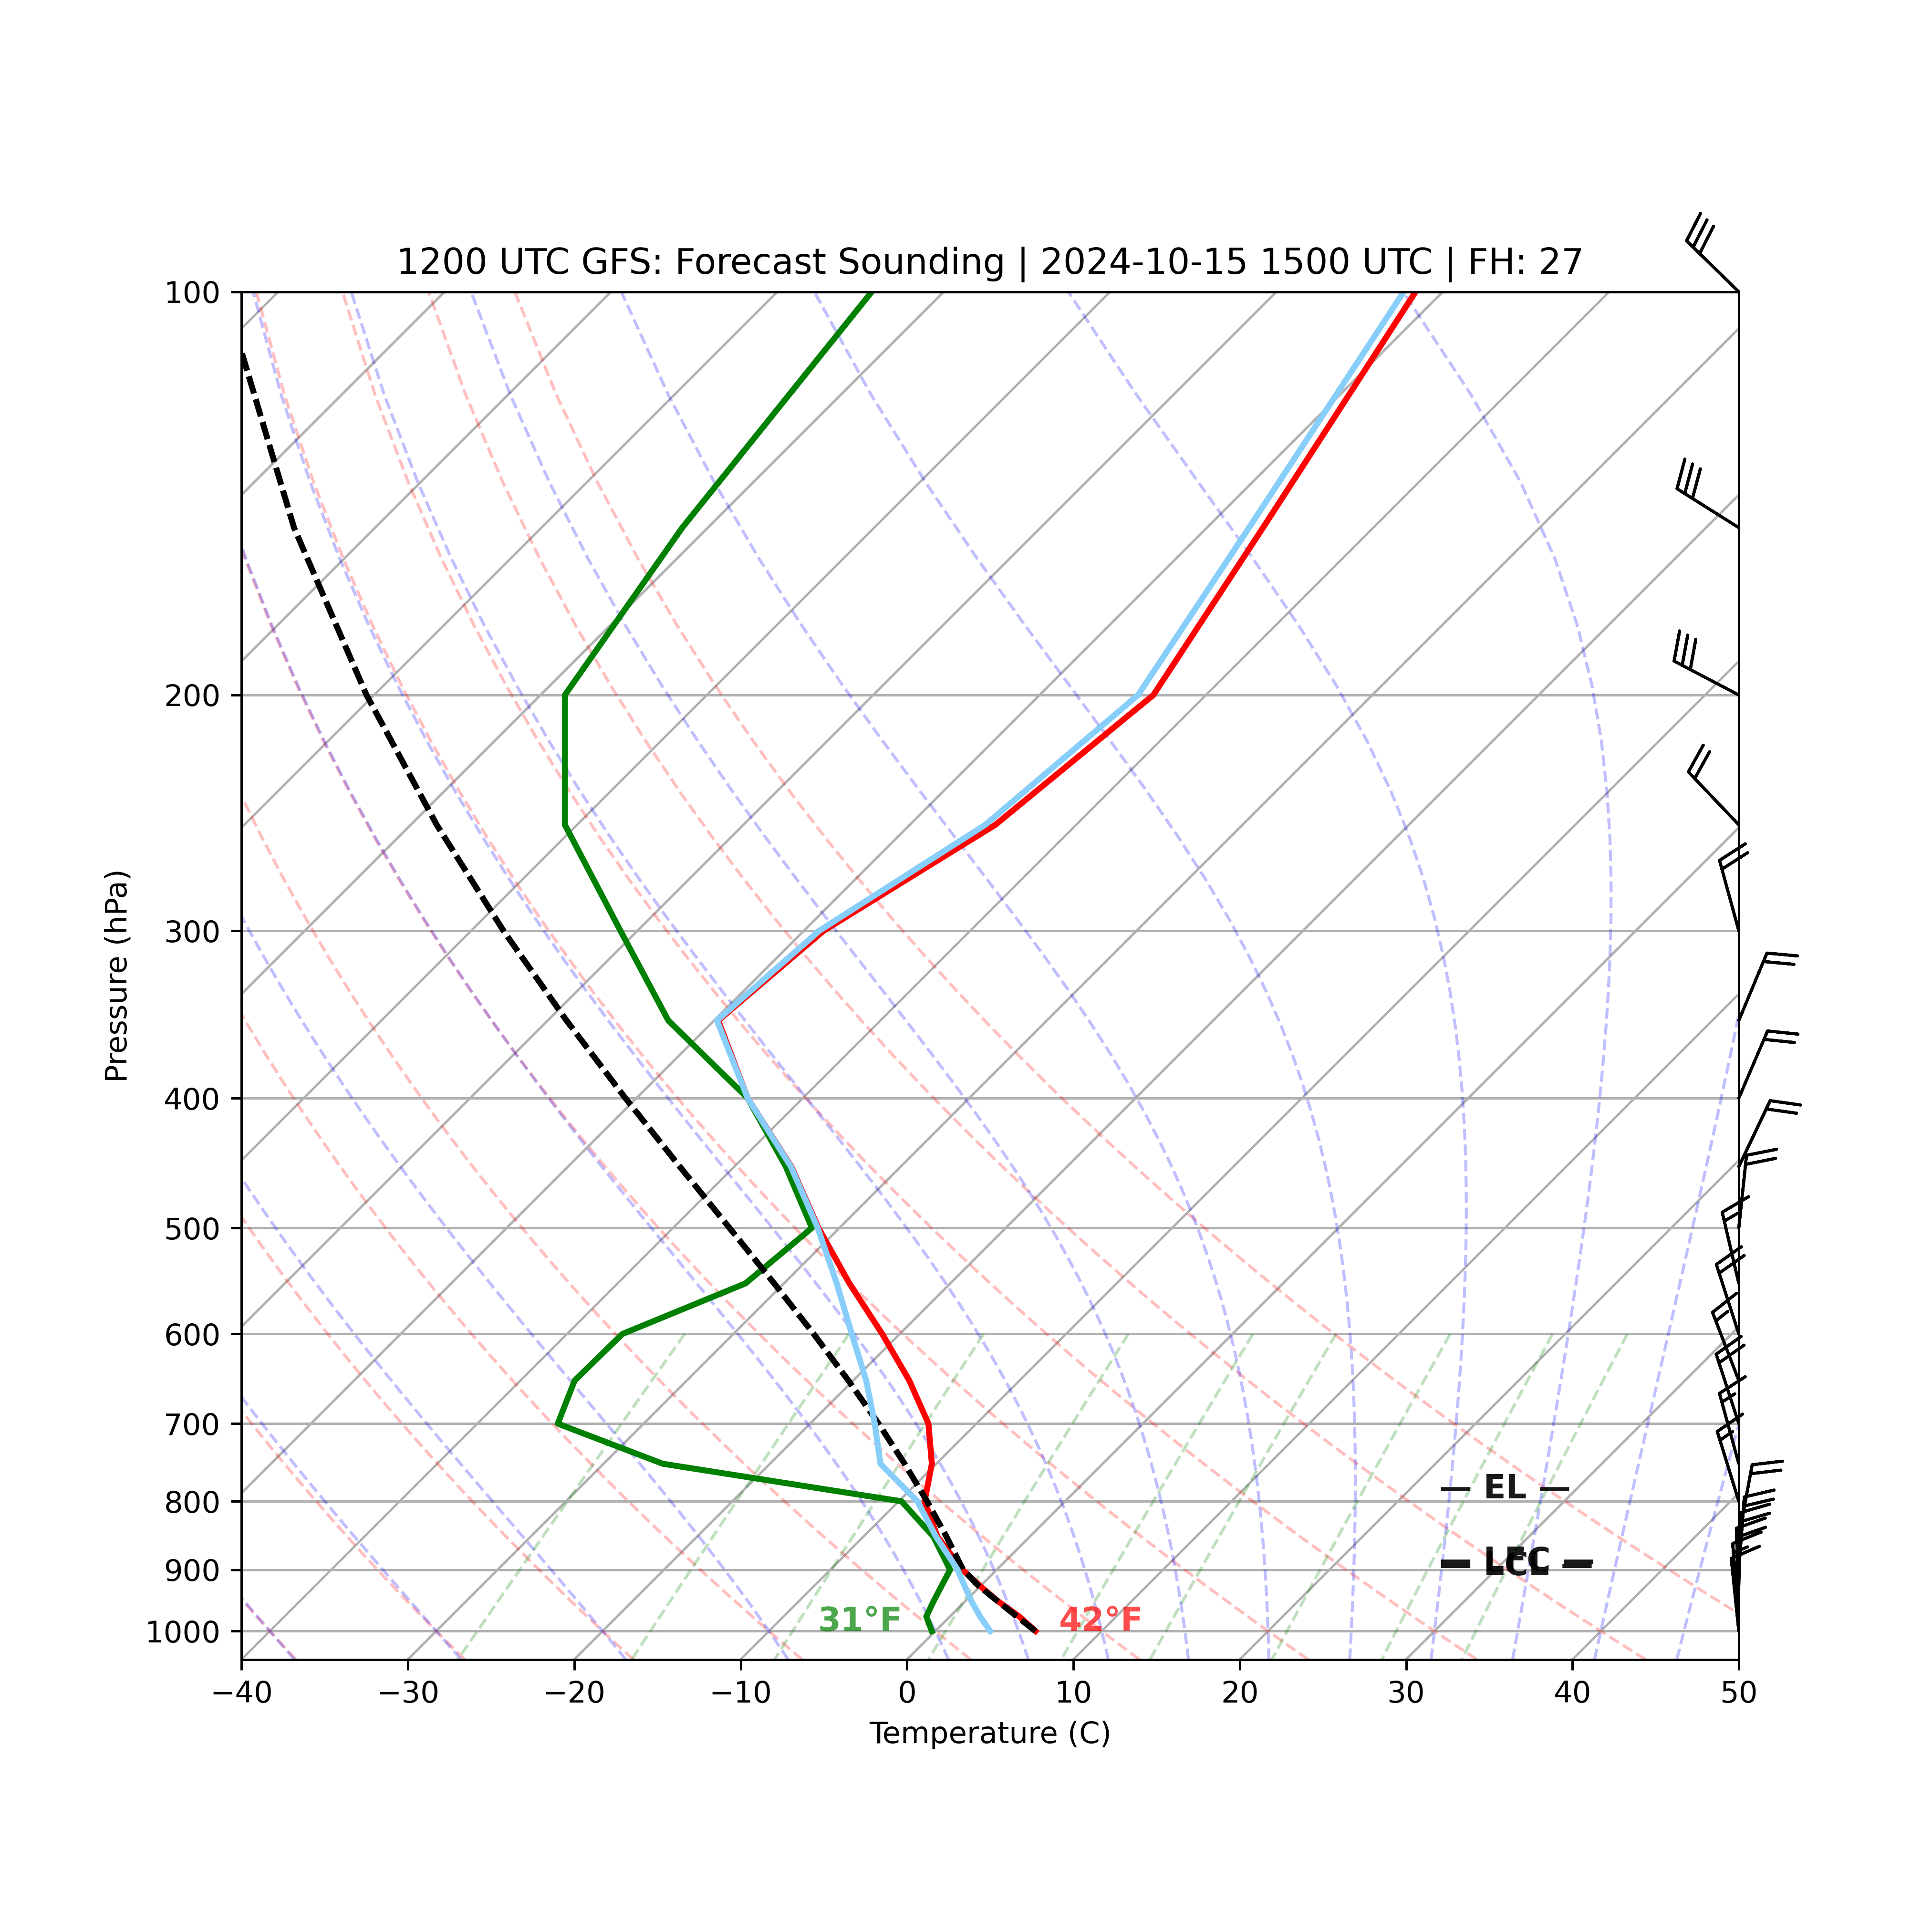 1200 UTC GFS: Forecast Sounding | 2024-10-15 1500 UTC | FH: 27
100
200
300
400
500
600
700
800
900
1000
Pressure (hPa)
— EL —
31°F
42°F
−40 −30 −20 −10 0 10 20 30 40 50
Temperature (C)